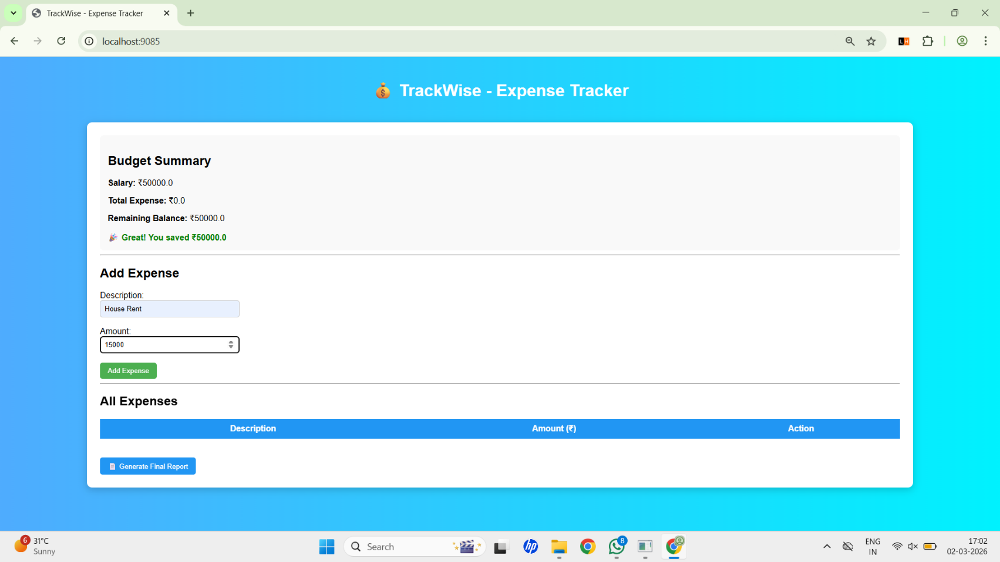 TrackWise - Expense Tracker
localhost:9085
LH
TrackWise - Expense Tracker
Budget Summary
Salary: ₹50000.0
Total Expense: ₹0.0
Remaining Balance: ₹50000.0
🎉 Great! You saved ₹50000.0
Add Expense
Description:
House Rent
Amount:
15000
Add Expense
All Expenses
Description Amount (₹) Action
Generate Final Report
6
31°C
Sunny
Search
hp
8
ENG
IN
17:02
02-03-2026